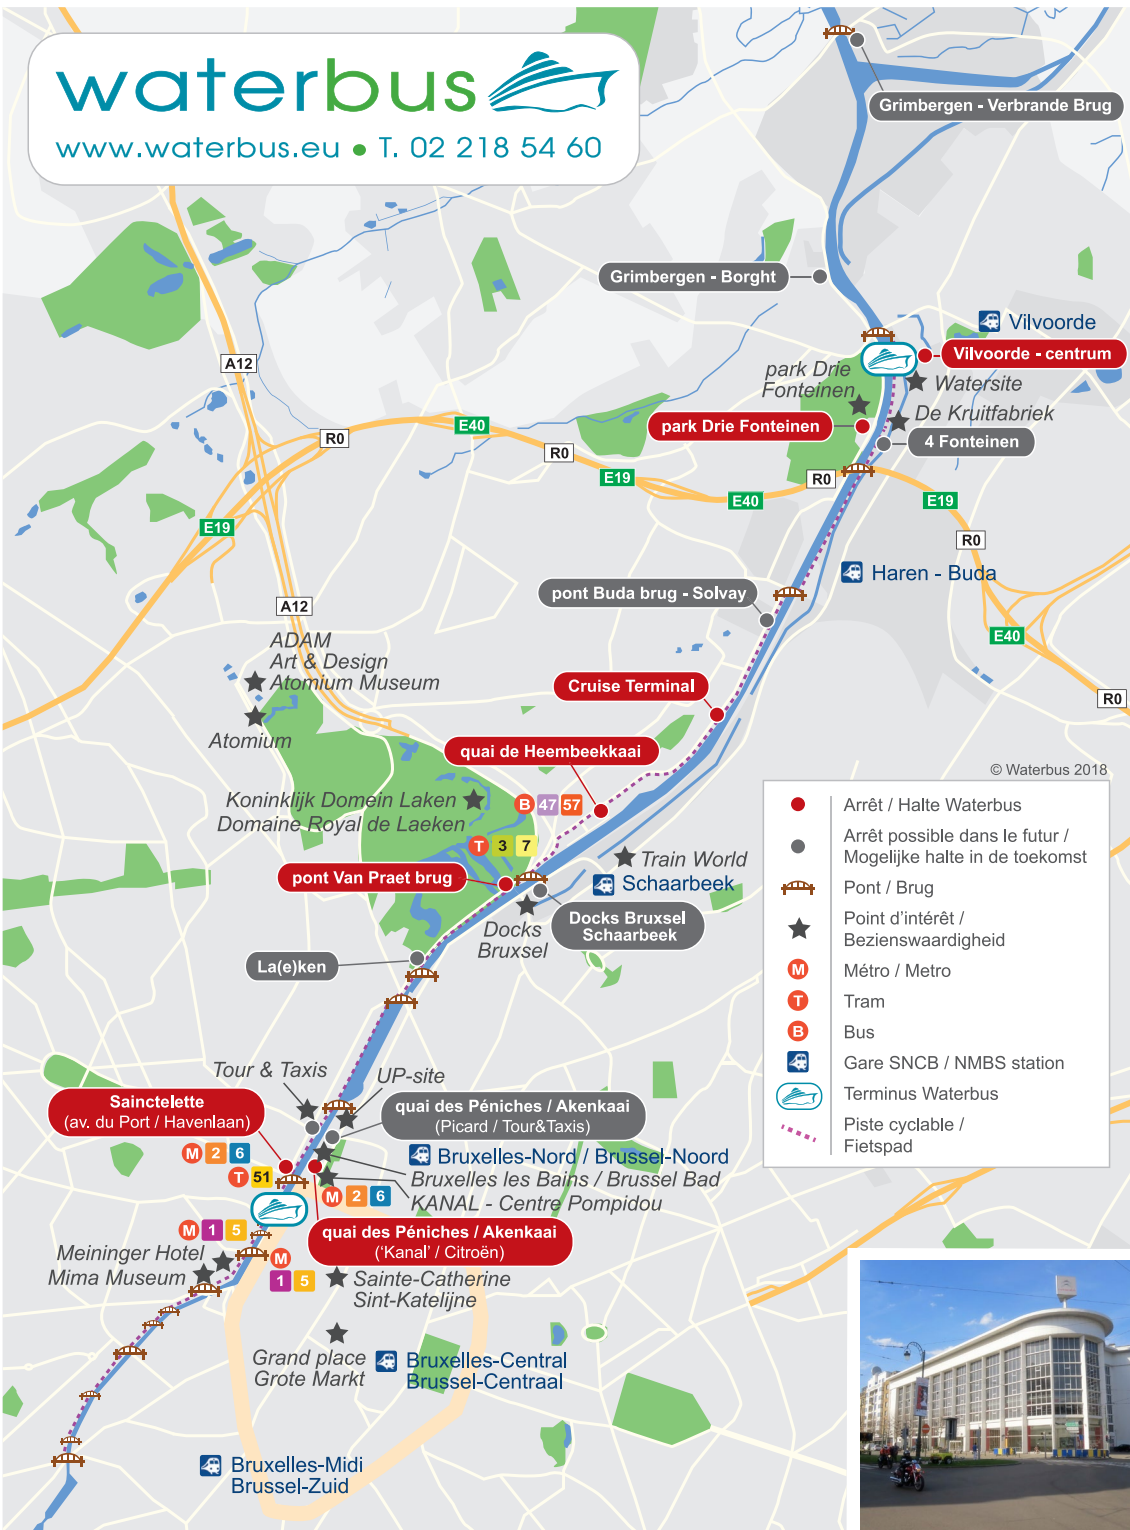 waterbus
www.waterbus.eu • T. 02 218 54 60
Grimbergen - Verbrande Brug
Grimbergen - Borght
Vilvoorde
Vilvoorde - centrum
park Drie
Fonteinen
Watersite
De Kruitfabriek
park Drie Fonteinen
4 Fonteinen
A12
R0
E40
R0
E19
E40
R0
E19
R0
E19
Haren - Buda
pont Buda brug - Solvay
A12
E40
R0
ADAM
Art & Design
Atomium Museum
Atomium
Cruise Terminal
quai de Heembeekkaai
Koninklijk Domein Laken
Domaine Royal de Laeken
B 47 57
T 3 7
Train World
Schaarbeek
pont Van Praet brug
Docks
Bruxsel
Docks Bruxsel
Schaarbeek
La(e)ken
© Waterbus 2018
Arrêt / Halte Waterbus
Arrêt possible dans le futur /
Mogelijke halte in de toekomst
Pont / Brug
Point d'intérêt /
Bezienswaardigheid
M Métro / Metro
T Tram
B Bus
Gare SNCB / NMBS station
Terminus Waterbus
Piste cyclable /
Fietspad
Tour & Taxis
UP-site
Sainctelette
(av. du Port / Havenlaan)
quai des Péniches / Akenkaai
(Picard / Tour&Taxis)
M 2 6
T 51
Bruxelles-Nord / Brussel-Noord
Bruxelles les Bains / Brussel Bad
KANAL - Centre Pompidou
M 2 6
quai des Péniches / Akenkaai
('Kanal' / Citroën)
M 1 5
Meininger Hotel
Mima Museum
M
1 5
Sainte-Catherine
Sint-Katelijne
Grand place
Grote Markt
Bruxelles-Central
Brussel-Centraal
Bruxelles-Midi
Brussel-Zuid